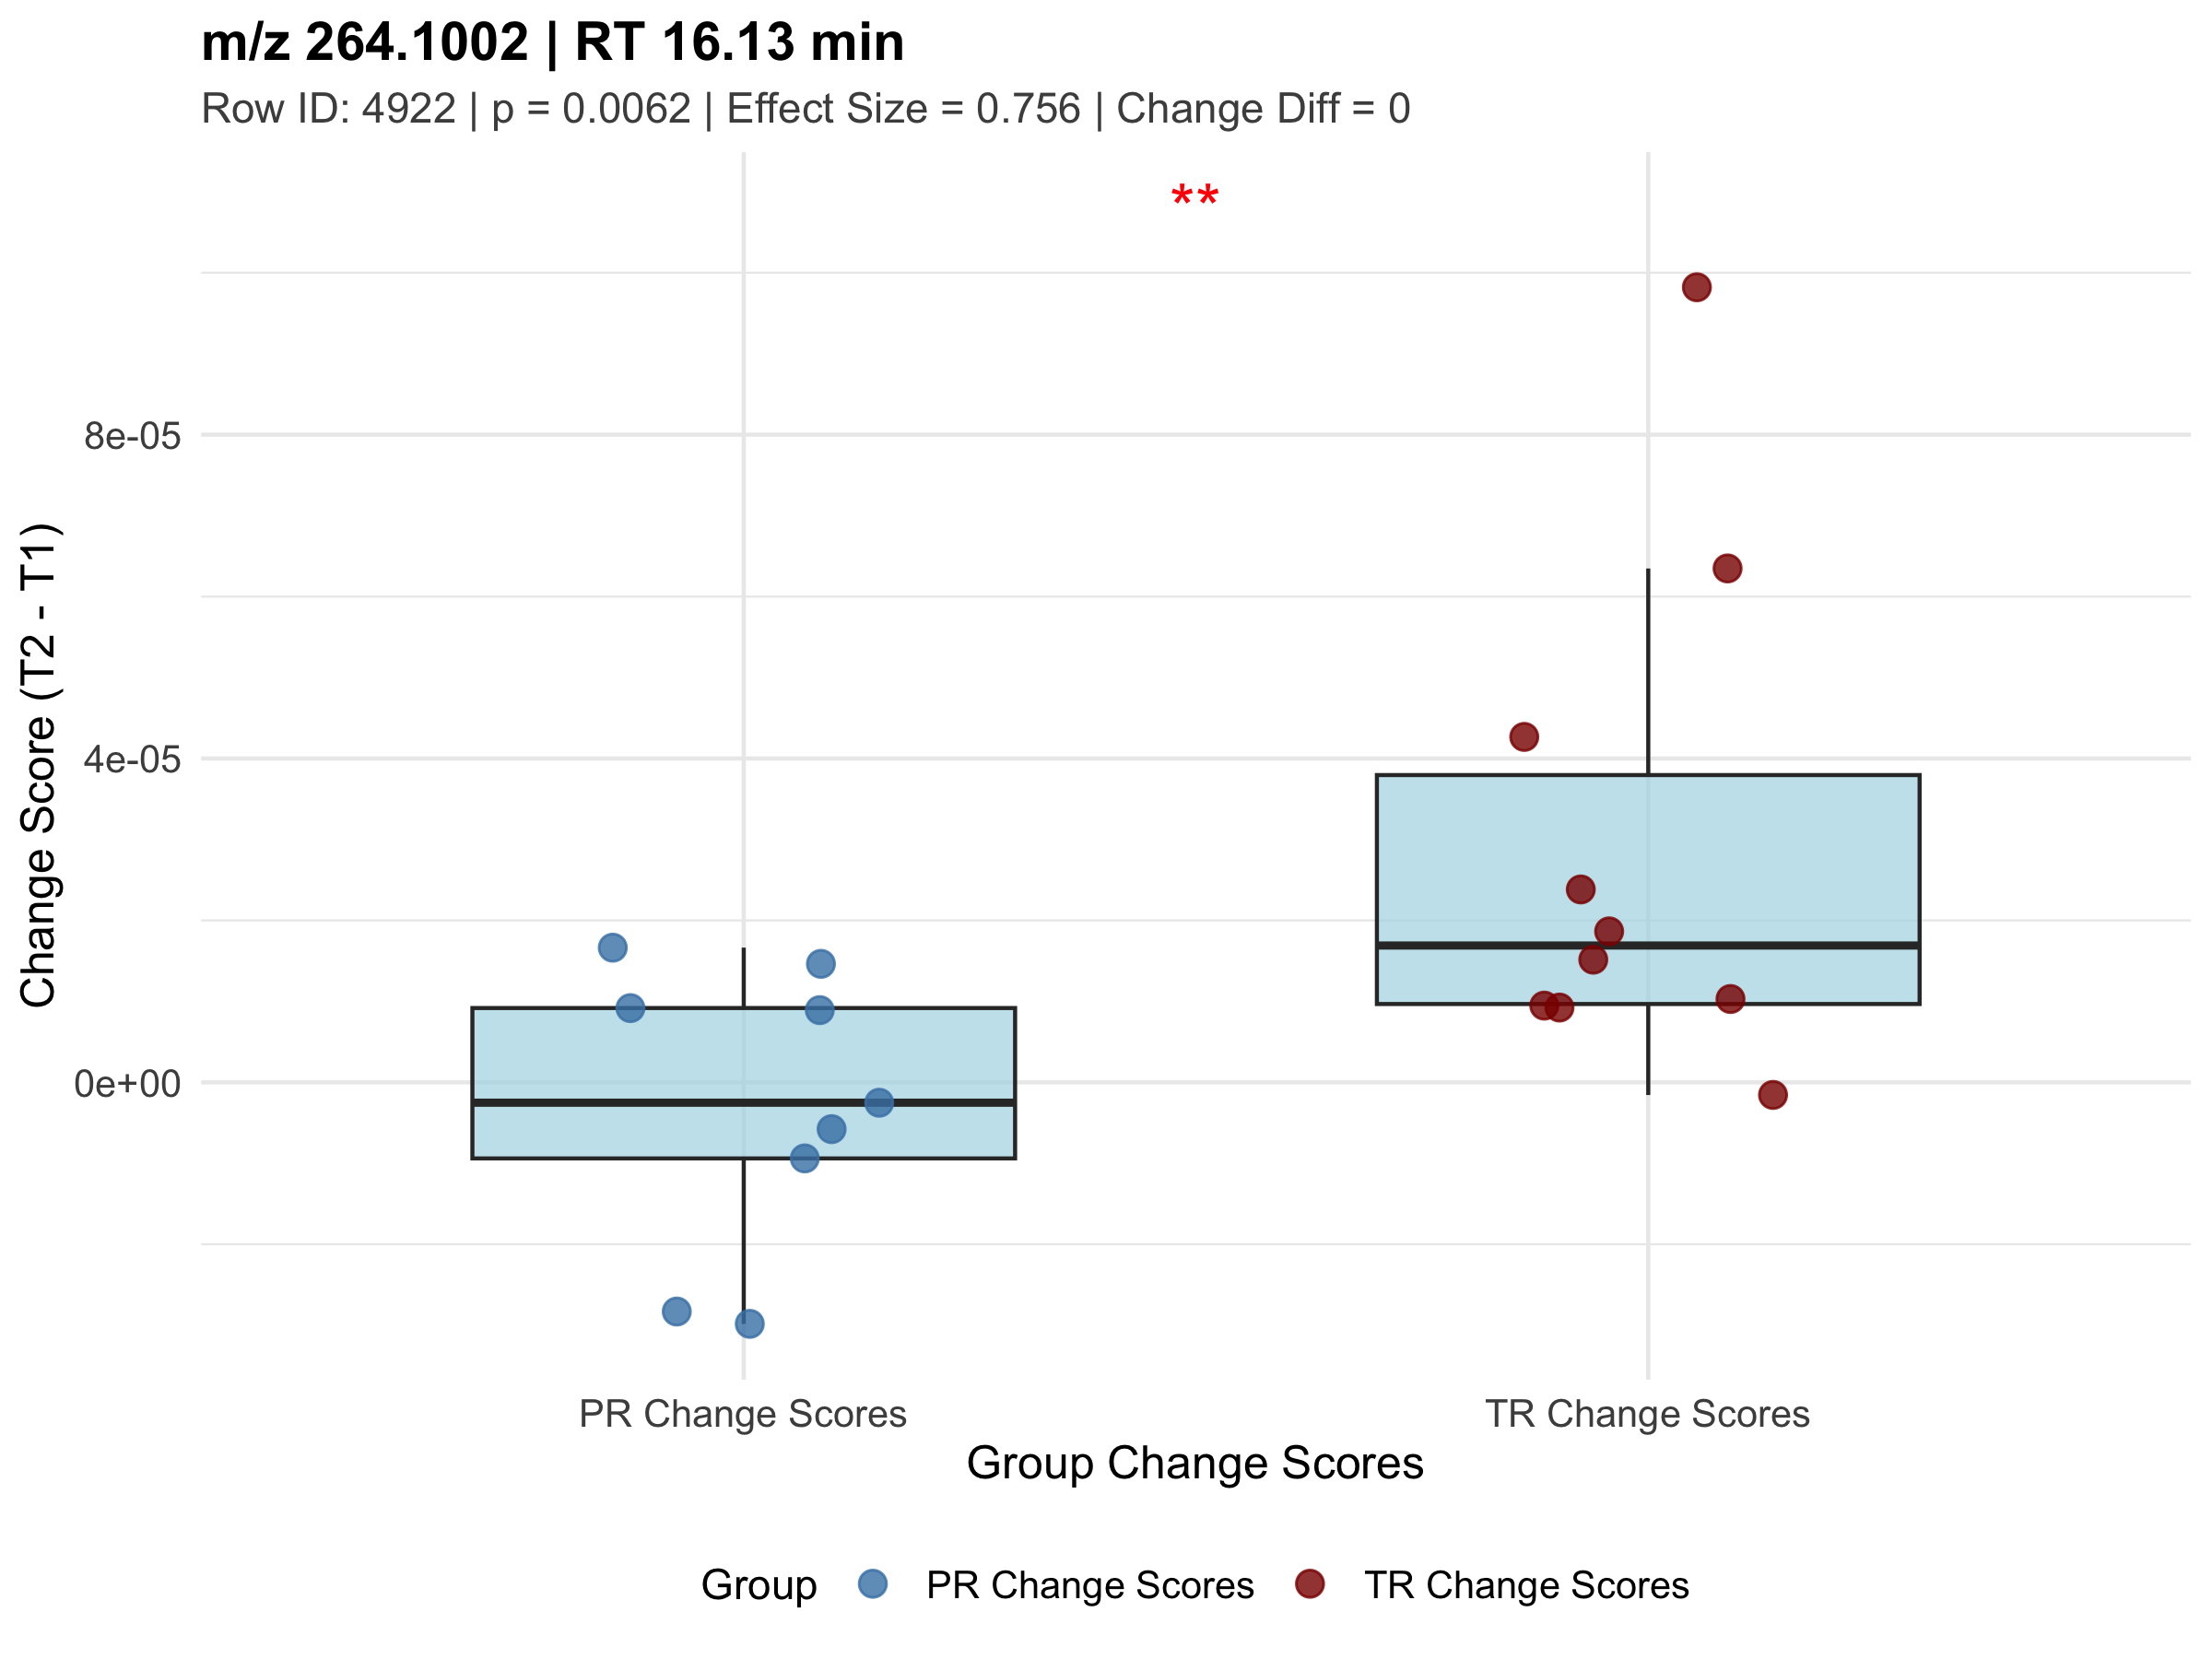 m/z 264.1002 | RT 16.13 min
Row ID: 4922 | p = 0.0062 | Effect Size = 0.756 | Change Diff = 0
**
8e-05
4e-05
0e+00
Change Score (T2 - T1)
PR Change Scores TR Change Scores
Group Change Scores
Group PR Change Scores TR Change Scores